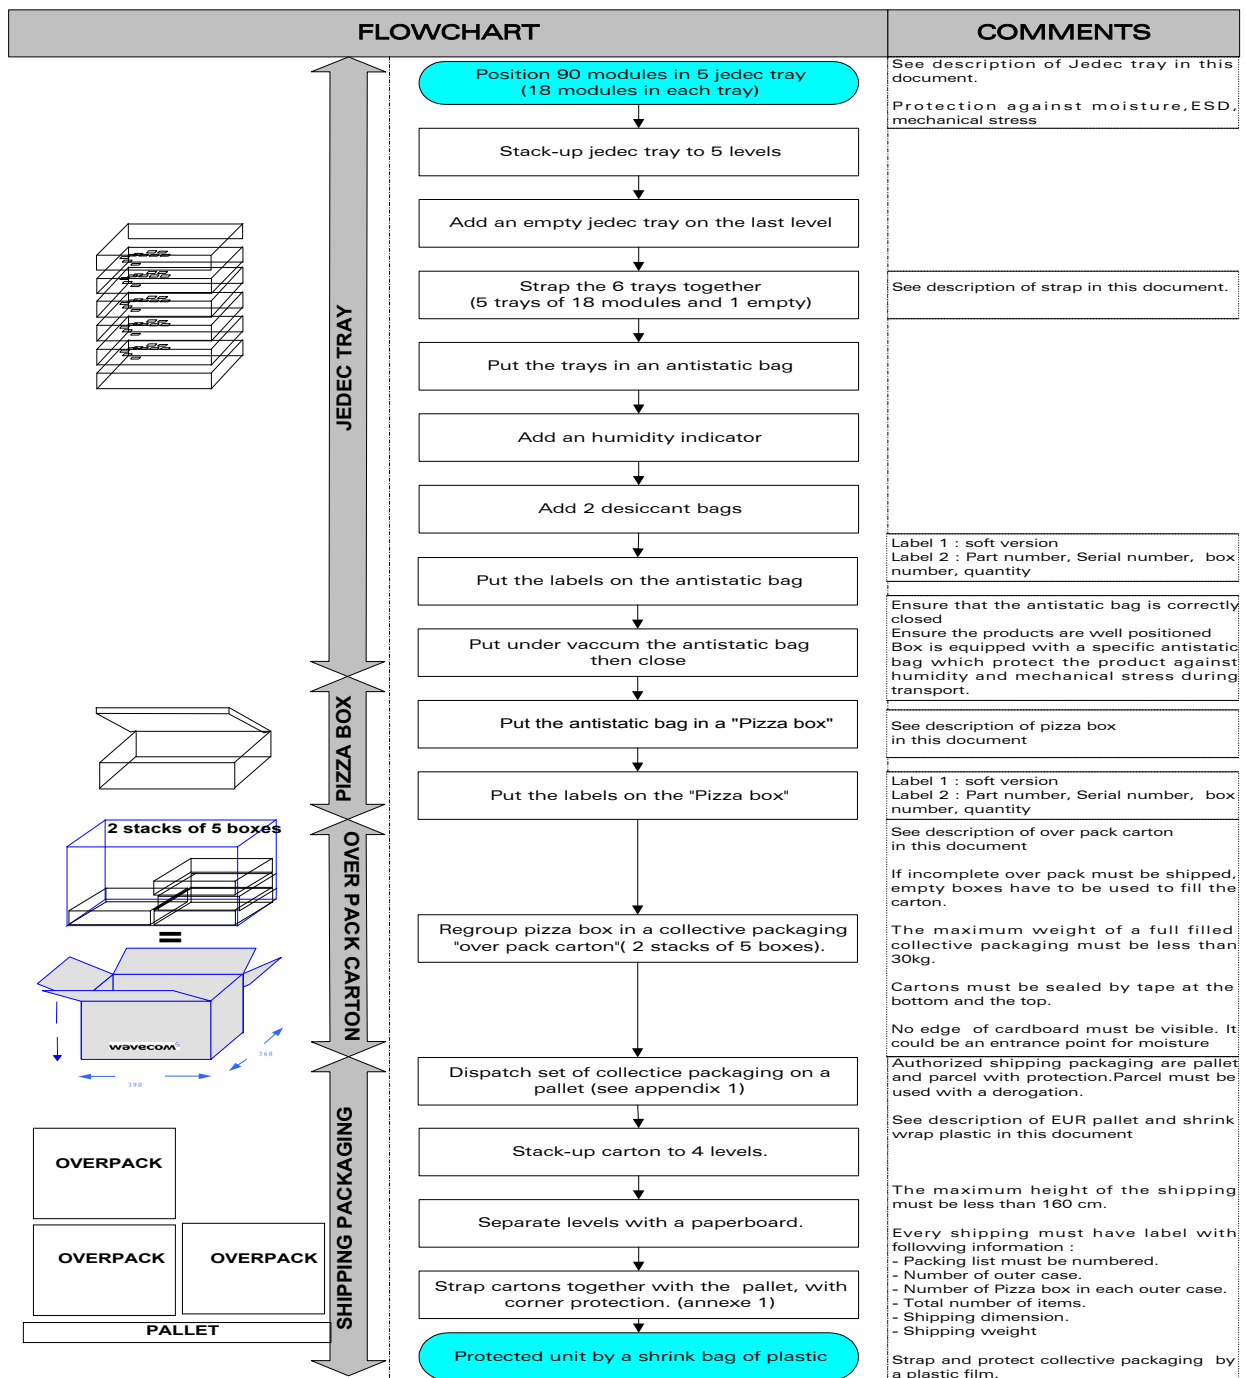 FLOWCHART
COMMENTS
Position 90 modules in 5 jedec tray
(18 modules in each tray)
See description of Jedec tray in this
document.
Protection against moisture,ESD,
mechanical stress
Stack-up jedec tray to 5 levels
Add an empty jedec tray on the last level
Strap the 6 trays together
(5 trays of 18 modules and 1 empty)
See description of strap in this document.
JEDEC TRAY
Put the trays in an antistatic bag
Add an humidity indicator
Add 2 desiccant bags
Put the labels on the antistatic bag
Label 1 : soft version
Label 2 : Part number, Serial number, box
number, quantity
Put under vaccum the antistatic bag
then close
Ensure that the antistatic bag is correctly
closed
Ensure the products are well positioned
Box is equipped with a specific antistatic
bag which protect the product against
humidity and mechanical stress during
transport.
PIZZA BOX
Put the antistatic bag in a "Pizza box"
See description of pizza box
in this document
Put the labels on the "Pizza box"
Label 1 : soft version
Label 2 : Part number, Serial number, box
number, quantity
2 stacks of 5 boxes
=
wavecom
390
360
OVER PACK CARTON
Regroup pizza box in a collective packaging
"over pack carton"( 2 stacks of 5 boxes).
See description of over pack carton
in this document
If incomplete over pack must be shipped,
empty boxes have to be used to fill the
carton.
The maximum weight of a full filled
collective packaging must be less than
30kg.
Cartons must be sealed by tape at the
bottom and the top.
No edge of cardboard must be visible. It
could be an entrance point for moisture
SHIPPING PACKAGING
Dispatch set of collectice packaging on a
pallet (see appendix 1)
Authorized shipping packaging are pallet
and parcel with protection.Parcel must be
used with a derogation.
See description of EUR pallet and shrink
wrap plastic in this document
Stack-up carton to 4 levels.
OVERPACK
OVERPACK
OVERPACK
PALLET
Separate levels with a paperboard.
The maximum height of the shipping
must be less than 160 cm.
Every shipping must have label with
following information :
- Packing list must be numbered.
- Number of outer case.
- Number of Pizza box in each outer case.
- Total number of items.
- Shipping dimension.
- Shipping weight
Strap cartons together with the pallet, with
corner protection. (annexe 1)
Protected unit by a shrink bag of plastic
Strap and protect collective packaging by
a plastic film.